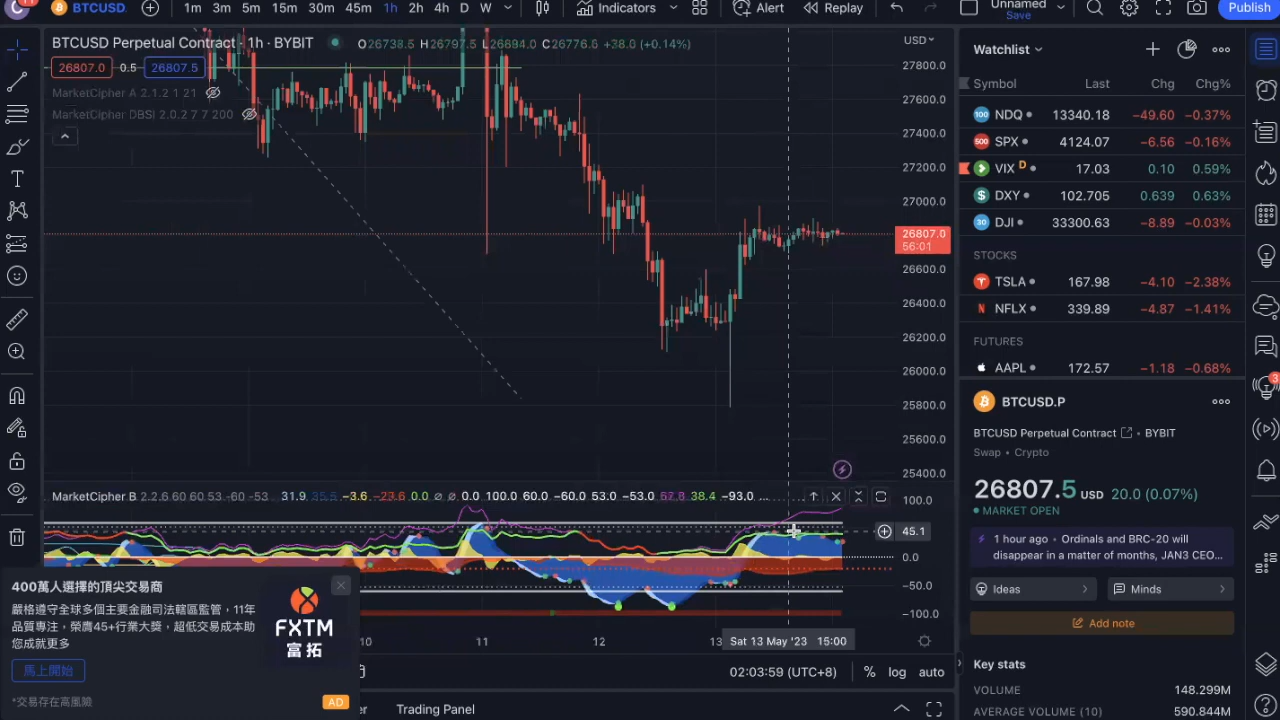 11
BTCUSD
1m 3m 5m 15m 30m 45m 1h 2h 4h D W
Indicators
Alert
Replay
Unnamed
Save
Publish
BTCUSD Perpetual Contract · 1h · BYBIT
O26738.5 H26797.5 L26694.0 C26776.5 +38.0 (+0.14%)
26807.0 0.5 26807.5
MarketCipher A 2.1.2 1 21
MarketCipher DBSI 2.0.2 7 7 200
USD
27800.0
27600.0
27400.0
27200.0
27000.0
26807.0
56:01
26600.0
26400.0
26200.0
26000.0
25800.0
25600.0
25400.0
MarketCipher B 2.2.6 60 60 53 -60 -53 31.9 35.5 −3.6 −23.6 0.0 ∅ ∅ 0.0 100.0 60.0 −60.0 53.0 −53.0 57.8 38.4 −93.0 ...
100.0
45.1
0.0
−50.0
−100.0
10 11 12 13
Sat 13 May '23 15:00
02:03:59 (UTC+8) % log auto
Trading Panel
400萬人選擇的頂尖交易商
嚴格遵守全球多個主要金融司法轄區監管，11年
品質專注，榮膺45+行業大獎，超低交易成本助
您成就更多
馬上開始
*交易存在高風險
FXTM
富拓
AD
Watchlist
Symbol Last Chg Chg%
100 NDQ 13340.18 −49.60 −0.37%
500 SPX 4124.07 −6.56 −0.16%
VIX D 17.03 0.10 0.59%
$ DXY 102.705 0.639 0.63%
30 DJI 33300.63 −8.89 −0.03%
STOCKS
TSLA 167.98 −4.10 −2.38%
N NFLX 339.89 −4.87 −1.41%
FUTURES
AAPL 172.57 −1.18 −0.68%
BTCUSD.P
BTCUSD Perpetual Contract · BYBIT
Swap · Crypto
26807.5 USD 20.0 (0.07%)
MARKET OPEN
1 hour ago · Ordinals and BRC-20 will
disappear in a matter of months, JAN3 CEO...
Ideas
Minds
Add note
Key stats
VOLUME 148.299M
AVERAGE VOLUME (10) 590.844M
3